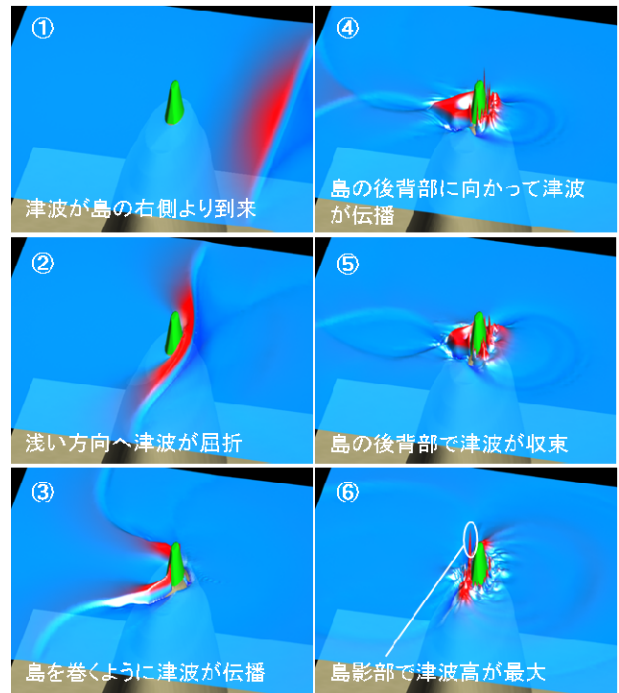 ①
津波が島の右側より到来
②
浅い方向へ津波が屈折
③
島を巻くように津波が伝播
④
島の後背部に向かって津波
が伝播
⑤
島の後背部で津波が収束
⑥
島影部で津波高が最大